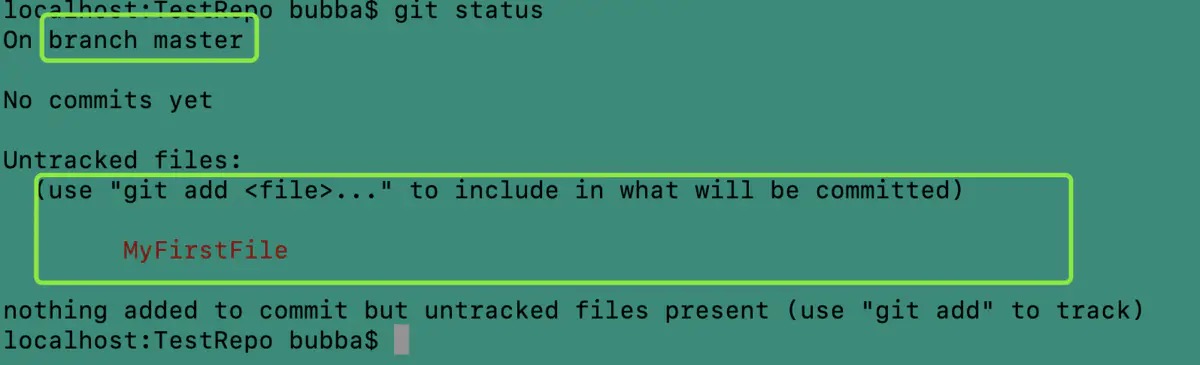 localhost:TestRepo bubba$ git status
On branch master
No commits yet
Untracked files:
(use "git add <file>..." to include in what will be committed)
MyFirstFile
nothing added to commit but untracked files present (use "git add" to track)
localhost:TestRepo bubba$